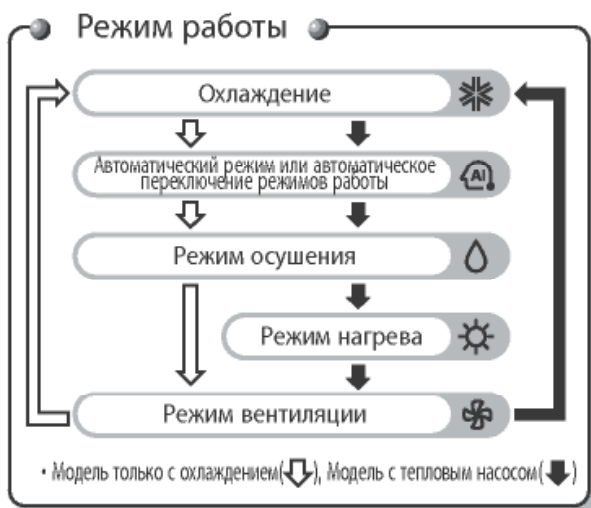 Режим работы
Охлаждение
Автоматический режим или автоматическое
переключение режимов работы
AI
Режим осушения
Режим нагрева
Режим вентиляции
• Модель только с охлаждением(), Модель с тепловым насосом()